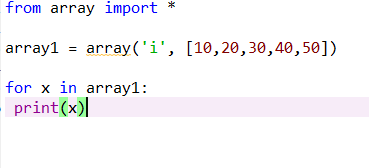 from array import *
array1 = array('i', [10,20,30,40,50])
for x in array1:
 print(x)